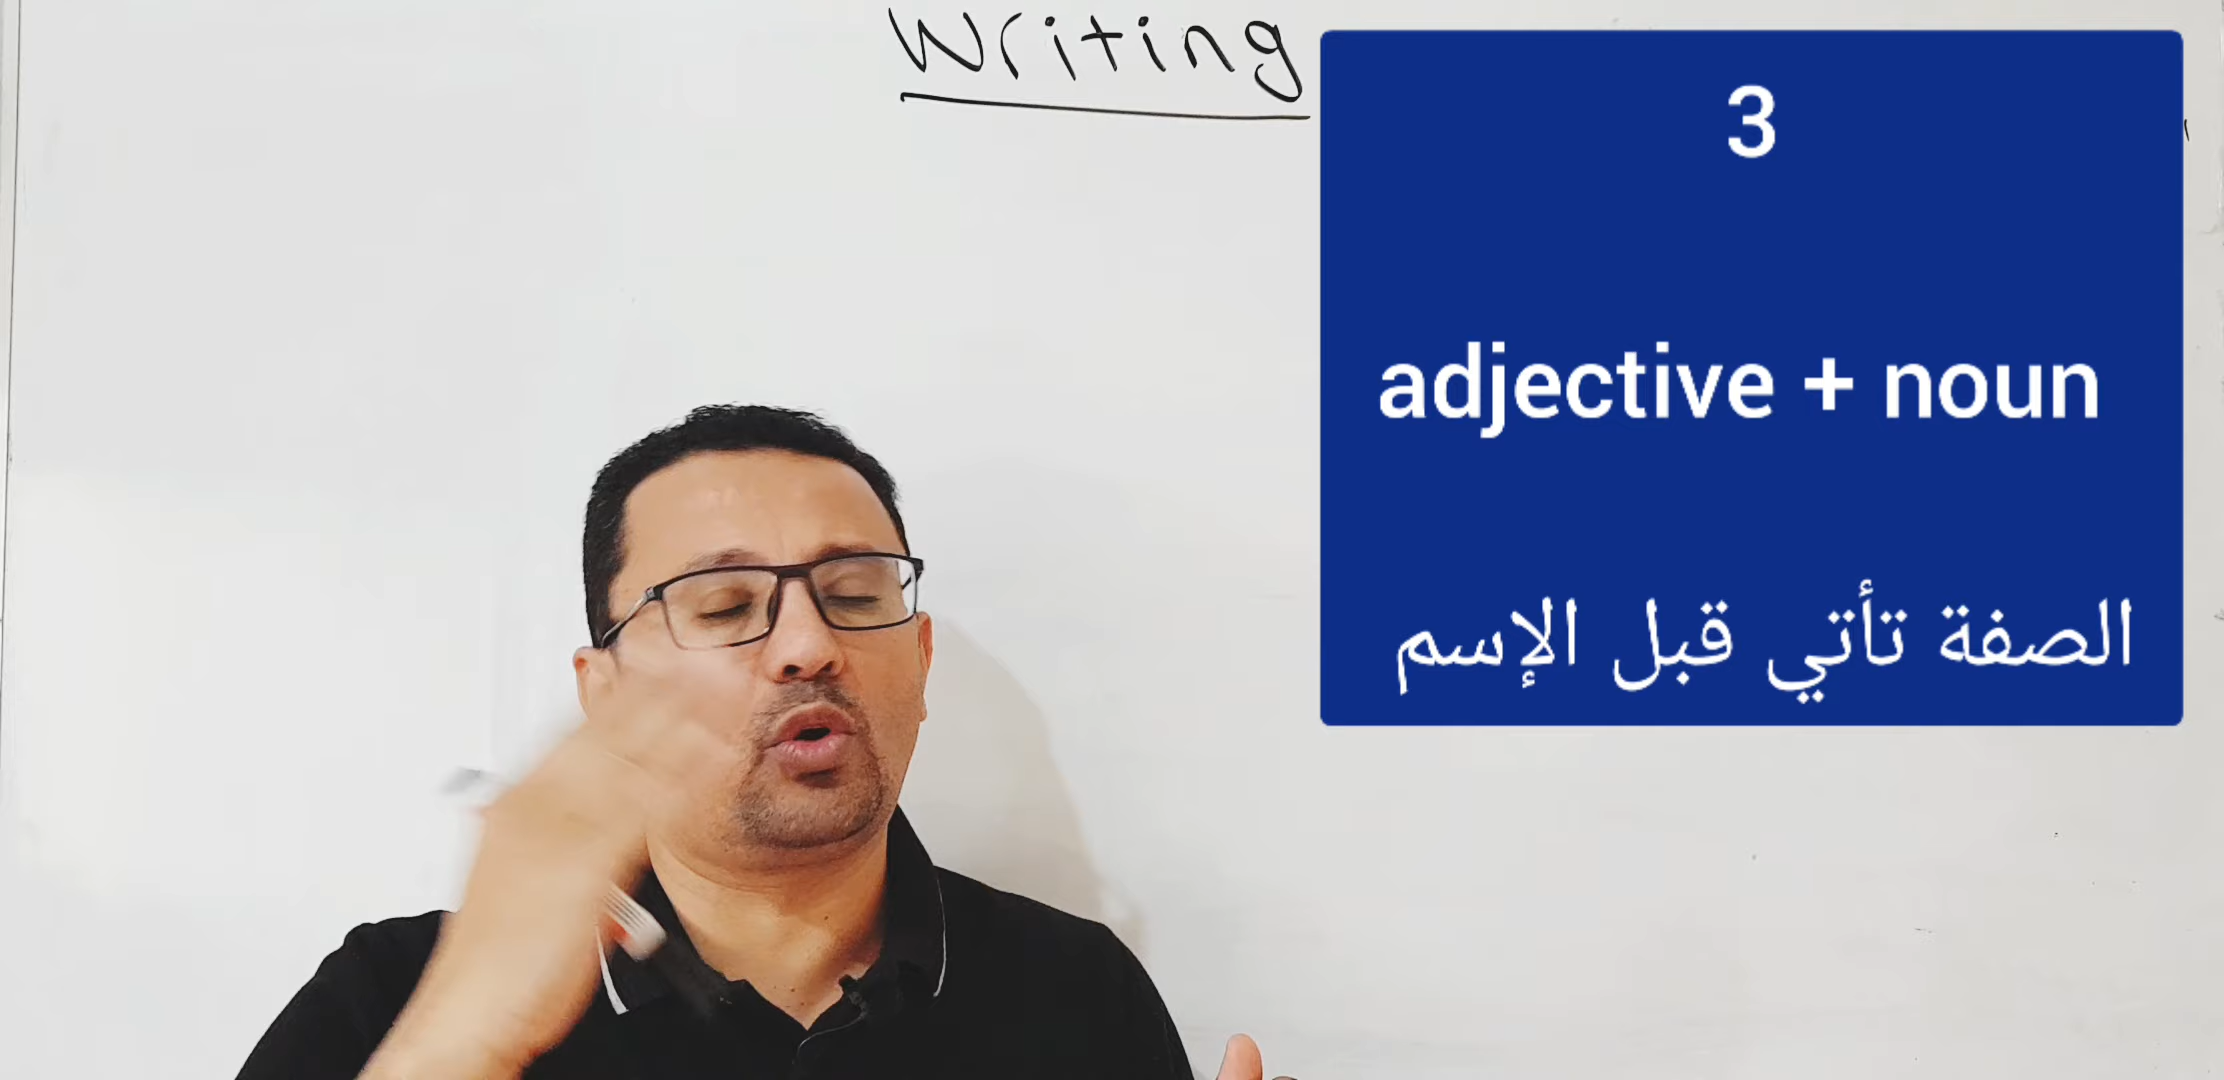 Writing
3
adjective + noun
الصفة تأتي قبل الإسم